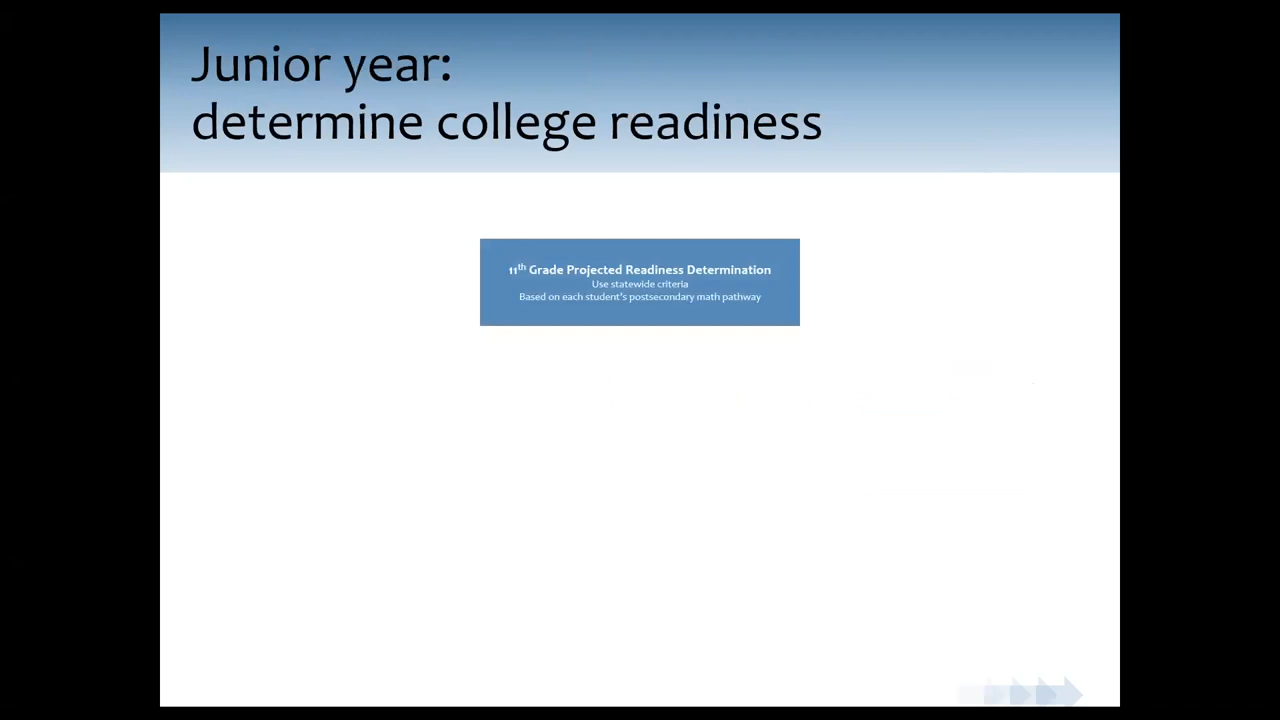 Junior year:
determine college readiness
11th Grade Projected Readiness Determination
Use statewide criteria
Based on each student's postsecondary math pathway